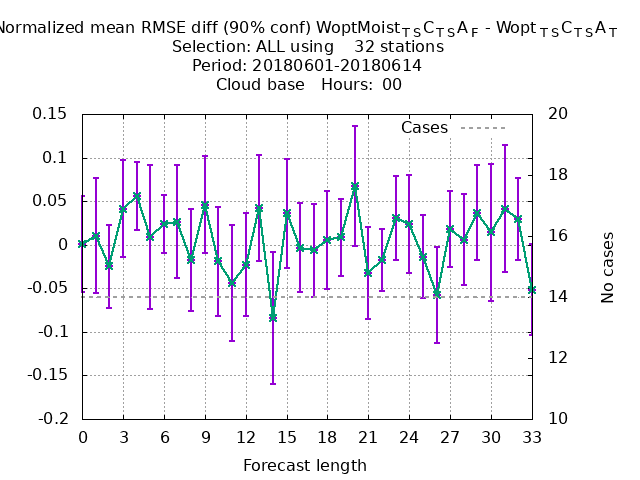 Normalized mean RMSE diff (90% conf) WoptMoist_TSC_TSA_F - Wopt_TSC_TSA_T
Selection: ALL using 32 stations
Period: 20180601-20180614
Cloud base Hours: 00
0.15
0.1
0.05
0
-0.05
-0.1
-0.15
-0.2
Cases
20
18
16
14
12
10
No cases
0 3 6 9 12 15 18 21 24 27 30 33
Forecast length